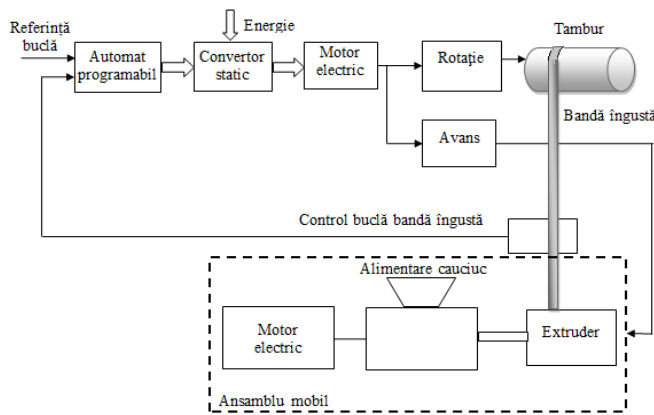 Referință
buclă
Energie
Tambur
Automat
programabil
Convertor
static
Motor
electric
Rotaţie
Bandă îngustă
Avans
Control buclă bandă îngustă
Alimentare cauciuc
Motor
electric
Extruder
Ansamblu mobil